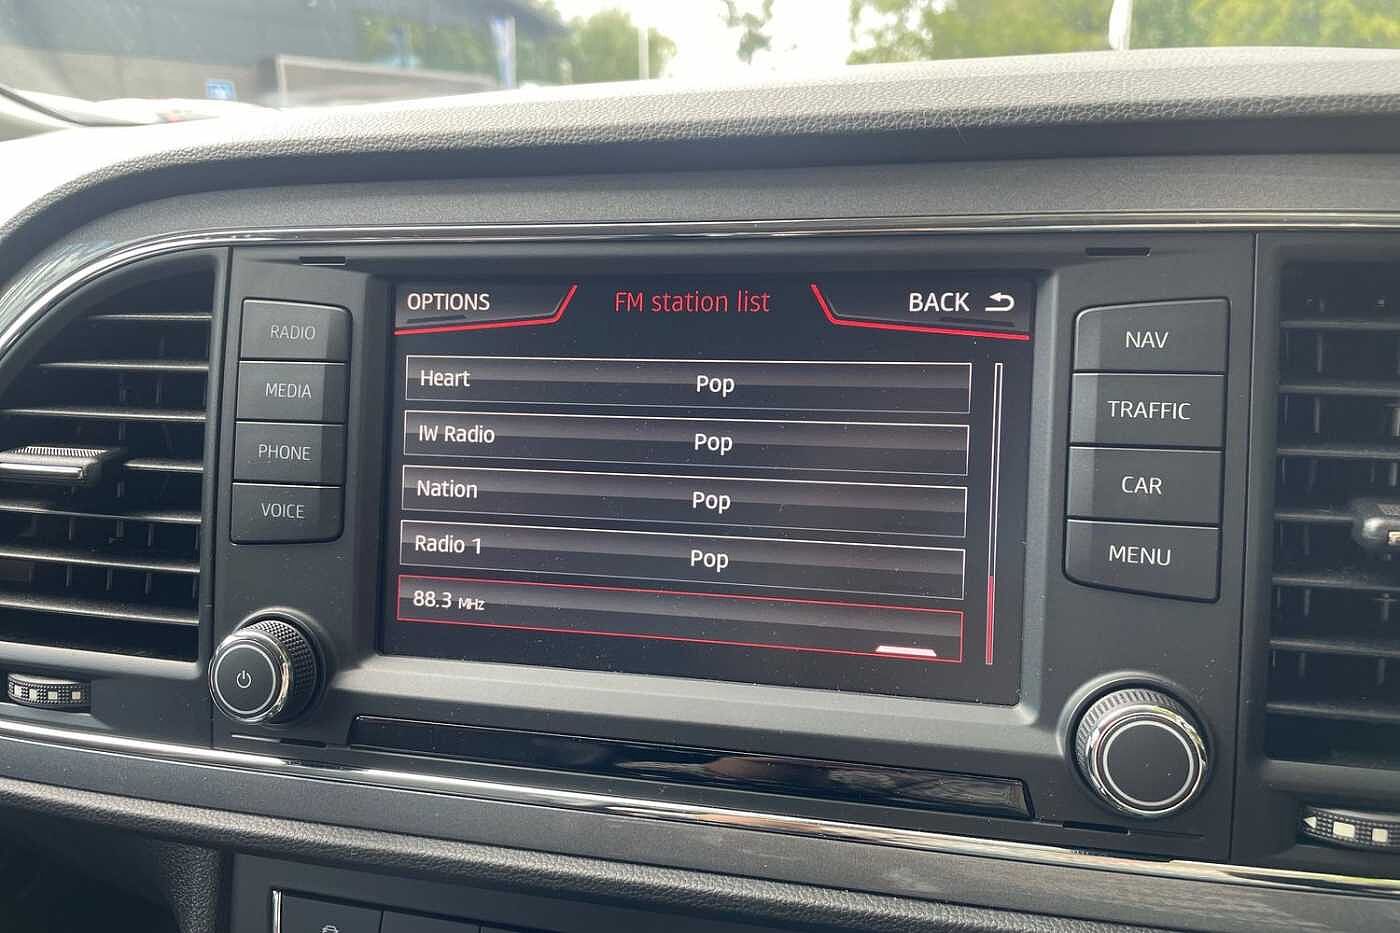 OPTIONS FM station list BACK
Heart Pop
IW Radio Pop
Nation Pop
Radio 1 Pop
88.3 MHz
RADIO
MEDIA
PHONE
VOICE
NAV
TRAFFIC
CAR
MENU